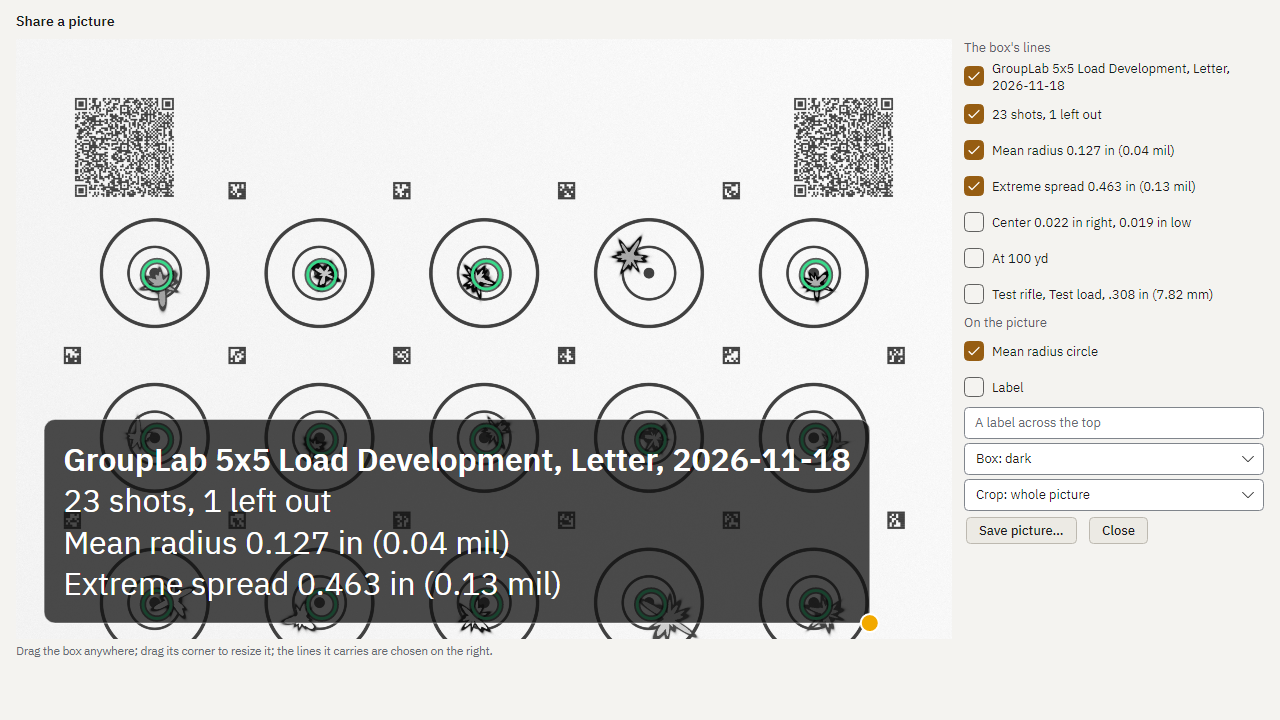 Share a picture
The box's lines
GroupLab 5x5 Load Development, Letter,
2026-11-18
23 shots, 1 left out
Mean radius 0.127 in (0.04 mil)
Extreme spread 0.463 in (0.13 mil)
Center 0.022 in right, 0.019 in low
At 100 yd
Test rifle, Test load, .308 in (7.82 mm)
On the picture
Mean radius circle
Label
A label across the top
Box: dark
Crop: whole picture
Save picture...
Close
GroupLab 5x5 Load Development, Letter, 2026-11-18
23 shots, 1 left out
Mean radius 0.127 in (0.04 mil)
Extreme spread 0.463 in (0.13 mil)
Drag the box anywhere; drag its corner to resize it; the lines it carries are chosen on the right.